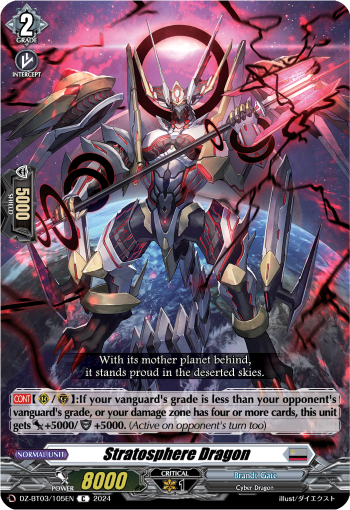 2
GRADE
INTERCEPT
5000
SHIELD
With its mother planet behind,
it stands proud in the deserted skies.
CONT【 / 】:If your vanguard's grade is less than your opponent's
vanguard's grade, or your damage zone has four or more cards, this unit
gets +5000/ +5000. (Active on opponent's turn too)
NORMAL UNIT
Stratosphere Dragon
POWER
8000
CRITICAL
1
Brandt Gate
Cyber Dragon
DZ-BT03/105EN C 2024
illust/ダイエクスト